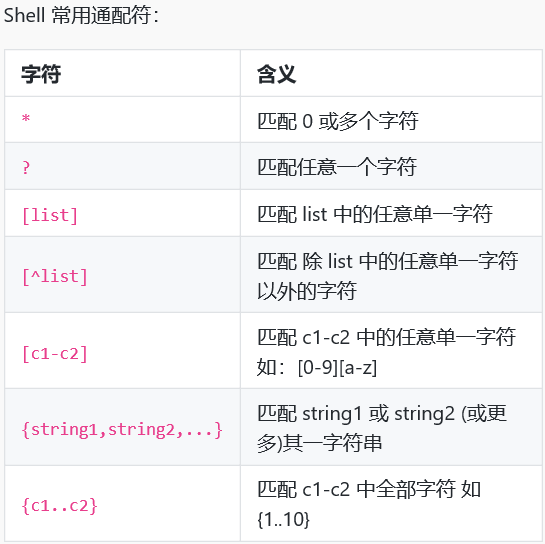 Shell 常用通配符：
字符 含义
* 匹配 0 或多个字符
? 匹配任意一个字符
[list] 匹配 list 中的任意单一字符
[^list] 匹配 除 list 中的任意单一字符
以外的字符
[c1-c2] 匹配 c1-c2 中的任意单一字符
如：[0-9][a-z]
{string1,string2,...} 匹配 string1 或 string2 (或更
多)其一字符串
{c1..c2} 匹配 c1-c2 中全部字符 如
{1..10}